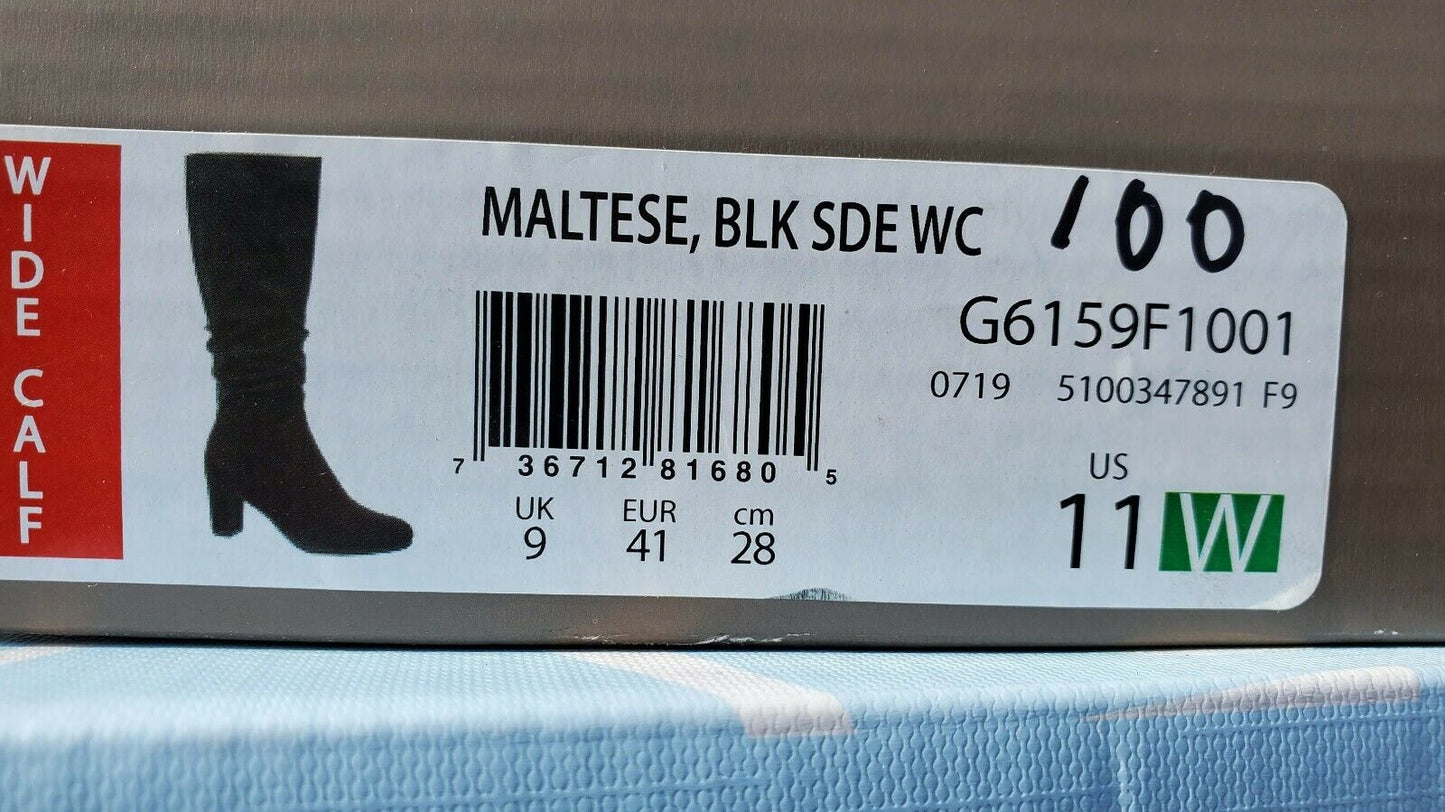 WIDE CALF
MALTESE, BLK SDE WC 100
G6159F1001
0719 5100347891 F9
7 36712 81680 5
US
11 W
UK EUR cm
9 41 28